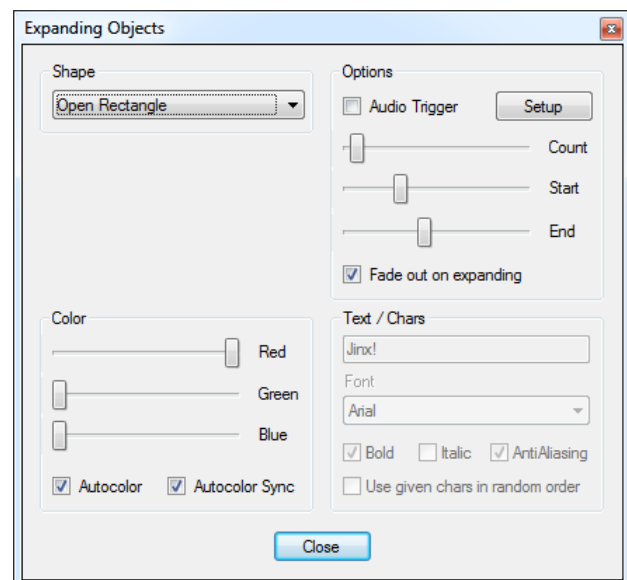 Expanding Objects
Shape
Open Rectangle
Options
Audio Trigger
Setup
Count
Start
End
Fade out on expanding
Color
Red
Green
Blue
Autocolor
Autocolor Sync
Text / Chars
Jinx!
Font
Arial
Bold
Italic
AntiAliasing
Use given chars in random order
Close